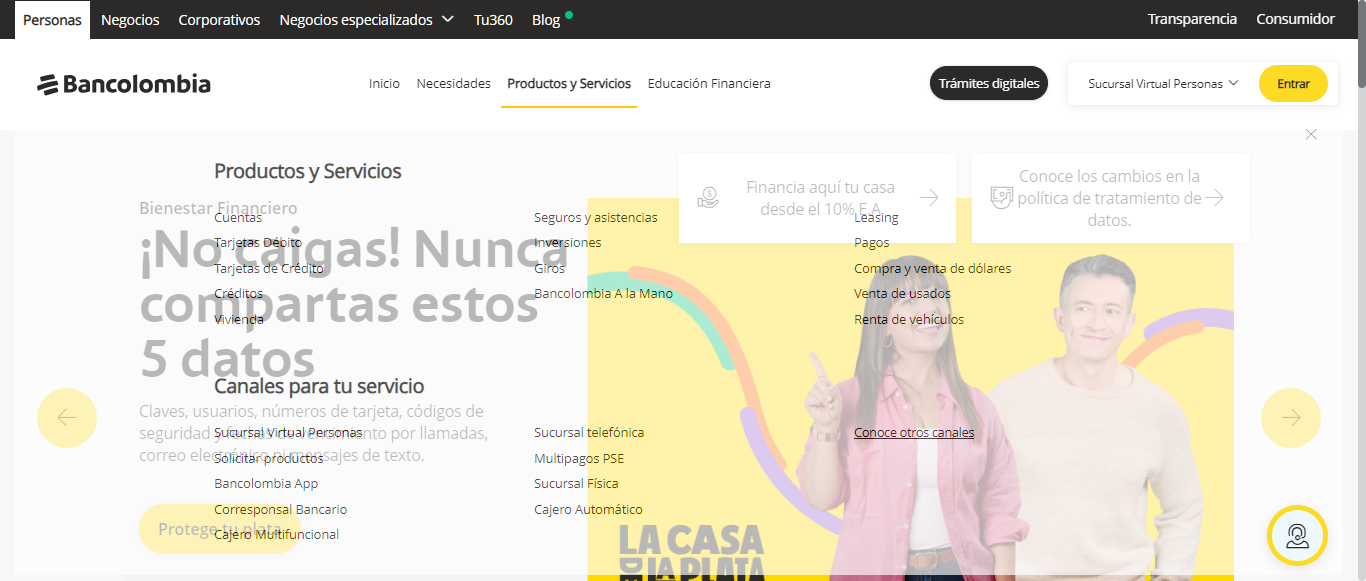 Personas Negocios Corporativos Negocios especializados Tu360 Blog Transparencia Consumidor
Bancolombia Inicio Necesidades Productos y Servicios Educación Financiera Trámites digitales Sucursal Virtual Personas Entrar
Productos y Servicios
Cuentas
Tarjetas Débito
Tarjetas de Crédito
Créditos
Vivienda
Seguros y asistencias
Inversiones
Giros
Bancolombia A la Mano
Leasing
Pagos
Compra y venta de dólares
Venta de usados
Renta de vehículos
Canales para tu servicio
Sucursal Virtual Personas
Solicitar productos
Bancolombia App
Corresponsal Bancario
Cajero Multifuncional
Sucursal telefónica
Multipagos PSE
Sucursal Física
Cajero Automático
Conoce otros canales
Financia aquí tu casa
desde el 10% E.A.
Conoce los cambios en la
política de tratamiento de
datos.
Bienestar Financiero
¡No caigas! Nunca
compartas estos
5 datos
Claves, usuarios, números de tarjeta, códigos de
seguridad y fechas de vencimiento por llamadas,
correo electrónico ni mensajes de texto.
Protege tu plata
LA CASA
DE LA PLATA